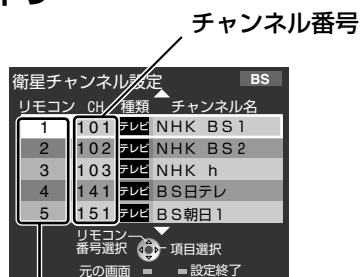 チャンネル番号
衛星チャンネル設定 BS
リモコン CH 種類 チャンネル名
1 101 テレビ NHK BS1
2 102 テレビ NHK BS2
3 103 テレビ NHK h
4 141 テレビ BS日テレ
5 151 テレビ BS朝日1
リモコン
番号選択 項目選択
元の画面 設定終了